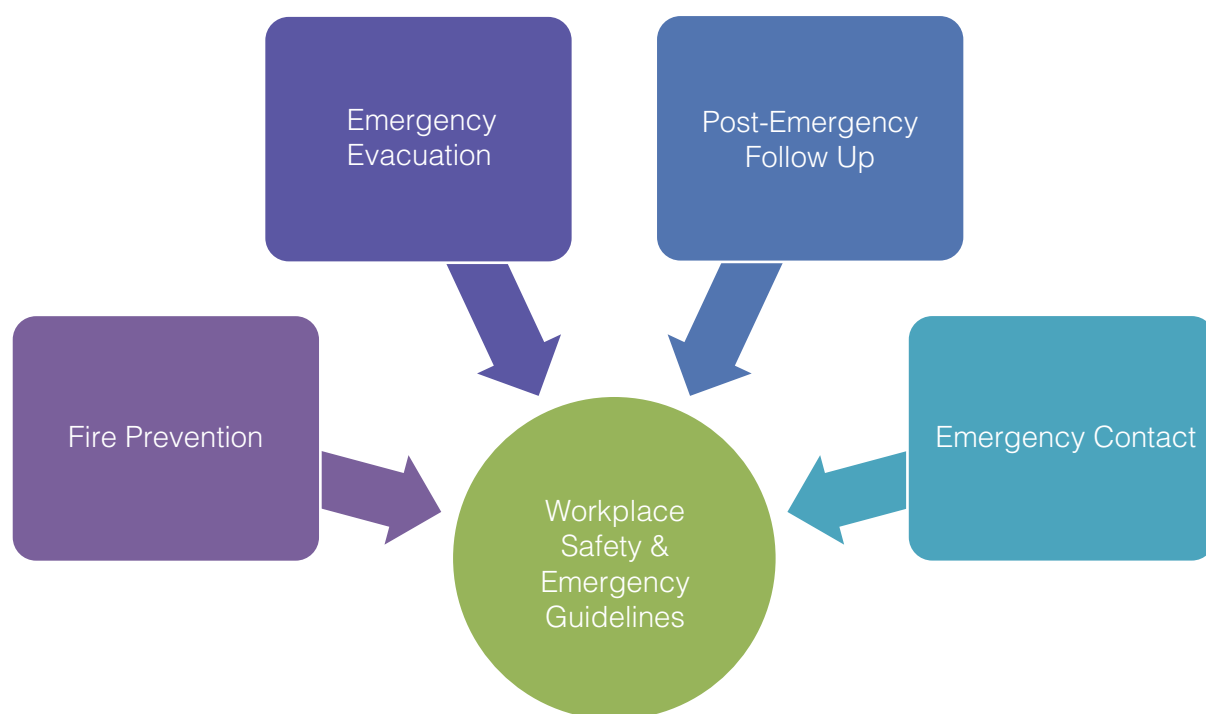 Emergency
Evacuation
Post-Emergency
Follow Up
Fire Prevention
Emergency Contact
Workplace
Safety &
Emergency
Guidelines